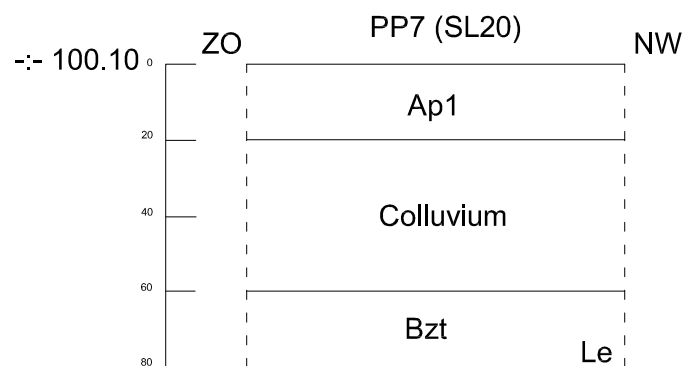 PP7 (SL20)
ZO NW
-:- 100.10 0
Ap1
20
40 Colluvium
60
Bzt
Le
80